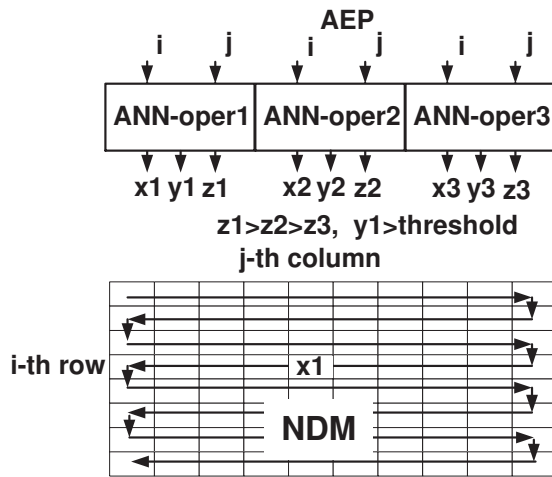 AEP
i j i j i j
ANN-oper1 ANN-oper2 ANN-oper3
x1 y1 z1 x2 y2 z2 x3 y3 z3
z1>z2>z3, y1>threshold
j-th column
i-th row x1
NDM